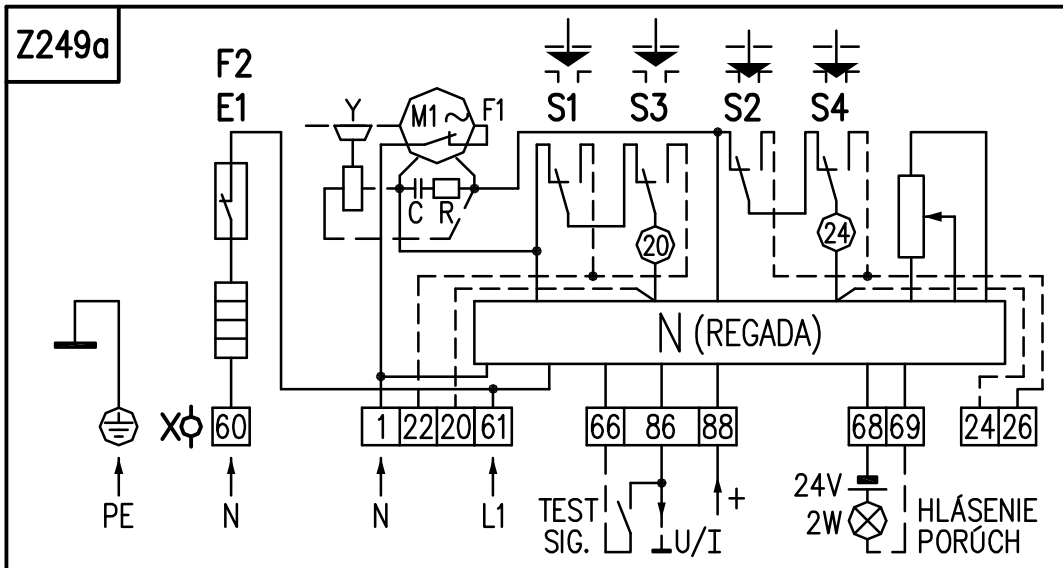 Z249a
F2
E1
S1 S3 S2 S4
Y
M1 ~ F1
C R
20 24
N (REGADA)
X 60 1 22 20 61 66 86 88 68 69 24 26
PE N N L1
TEST
SIG.
U/I
+
24V
2W
HLÁSENIE
PORÚCH